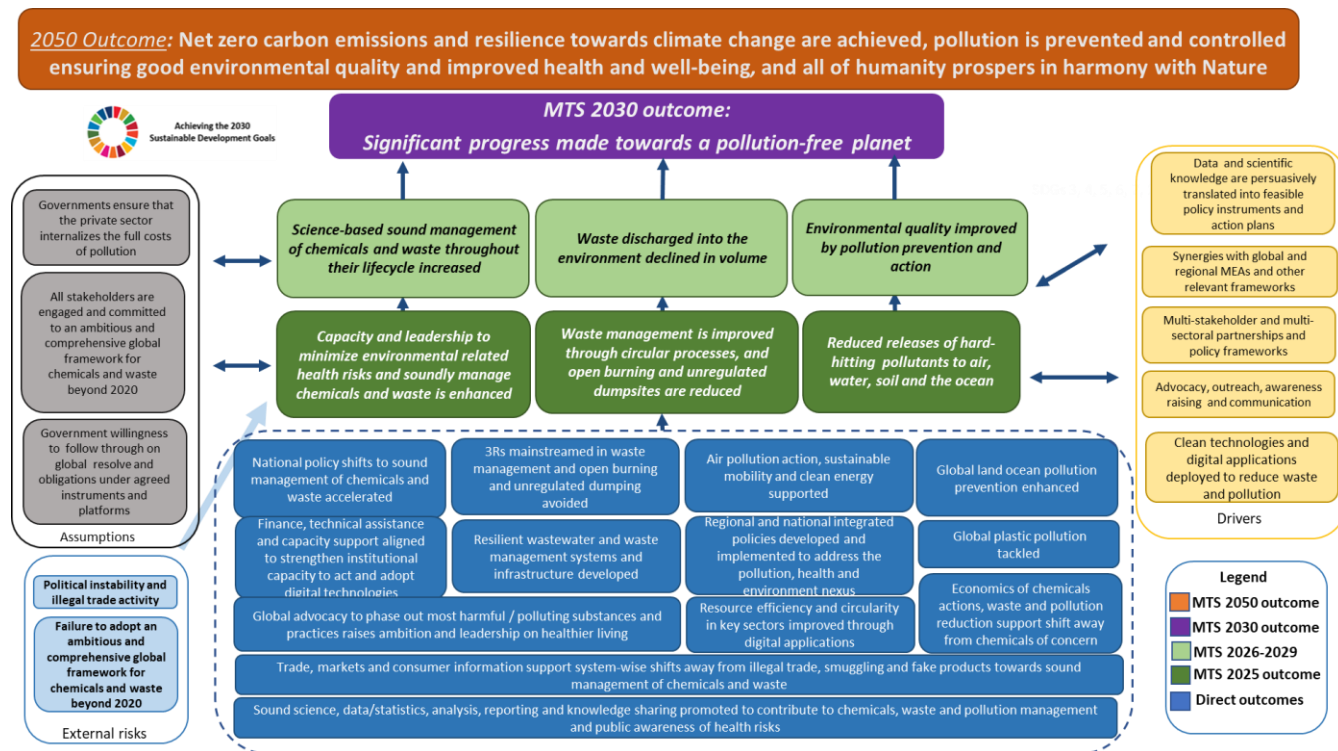 2050 Outcome: Net zero carbon emissions and resilience towards climate change are achieved, pollution is prevented and controlled
ensuring good environmental quality and improved health and well-being, and all of humanity prospers in harmony with Nature
Achieving the 2030
Sustainable Development Goals
MTS 2030 outcome:
Significant progress made towards a pollution-free planet
Governments ensure that
the private sector
internalizes the full costs
of pollution
All stakeholders are
engaged and committed
to an ambitious and
comprehensive global
framework for
chemicals and waste
beyond 2020
Government willingness
to follow through on
global resolve and
obligations under agreed
instruments and
platforms
Assumptions
Political instability and
illegal trade activity
Failure to adopt an
ambitious and
comprehensive global
framework for
chemicals and waste
beyond 2020
External risks
Science-based sound management
of chemicals and waste throughout
their lifecycle increased
Waste discharged into the
environment declined in volume
Environmental quality improved
by pollution prevention and
action
Capacity and leadership to
minimize environmental related
health risks and soundly manage
chemicals and waste is enhanced
Waste management is improved
through circular processes, and
open burning and unregulated
dumpsites are reduced
Reduced releases of hard-
hitting pollutants to air,
water, soil and the ocean
National policy shifts to sound
management of chemicals and
waste accelerated
3Rs mainstreamed in waste
management and open burning
and unregulated dumping
avoided
Air pollution action, sustainable
mobility and clean energy
supported
Global land ocean pollution
prevention enhanced
Finance, technical assistance
and capacity support aligned
to strengthen institutional
capacity to act and adopt
digital technologies
Resilient wastewater and waste
management systems and
infrastructure developed
Regional and national integrated
policies developed and
implemented to address the
pollution, health and
environment nexus
Global plastic pollution
tackled
Global advocacy to phase out most harmful / polluting substances and
practices raises ambition and leadership on healthier living
Resource efficiency and circularity
in key sectors improved through
digital applications
Economics of chemicals
actions, waste and pollution
reduction support shift away
from chemicals of concern
Trade, markets and consumer information support system-wise shifts away from illegal trade, smuggling and fake products towards sound
management of chemicals and waste
Sound science, data/statistics, analysis, reporting and knowledge sharing promoted to contribute to chemicals, waste and pollution management
and public awareness of health risks
Data and scientific
knowledge are persuasively
translated into feasible
policy instruments and
action plans
Synergies with global and
regional MEAs and other
relevant frameworks
Multi-stakeholder and multi-
sectoral partnerships and
policy frameworks
Advocacy, outreach, awareness
raising and communication
Clean technologies and
digital applications
deployed to reduce waste
and pollution
Drivers
Legend
MTS 2050 outcome
MTS 2030 outcome
MTS 2026-2029
MTS 2025 outcome
Direct outcomes